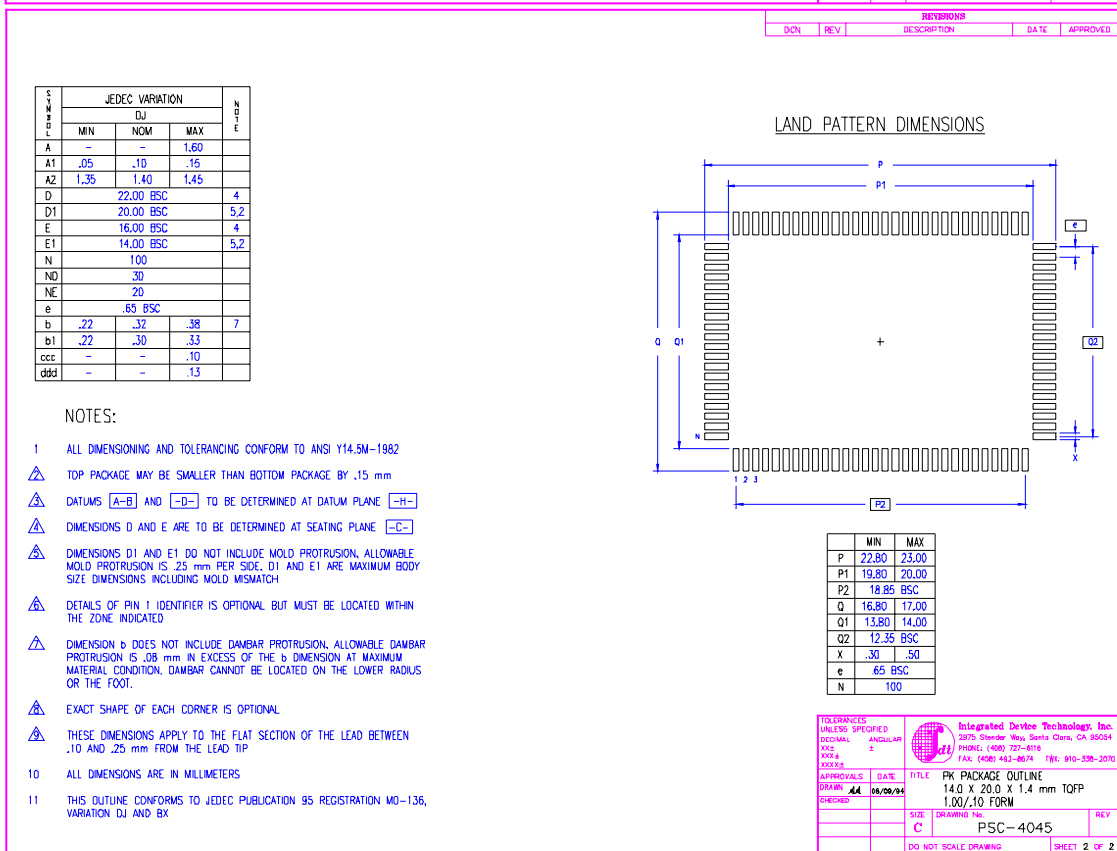 REVISIONS
DCN REV DESCRIPTION DATE APPROVED
SYMBOL JEDEC VARIATION NOTE
DJ
MIN NOM MAX
A – – 1.60
A1 .05 .10 .15
A2 1.35 1.40 1.45
D 22.00 BSC 4
D1 20.00 BSC 5,2
E 16.00 BSC 4
E1 14.00 BSC 5,2
N 100
ND 30
NE 20
e .65 BSC
b .22 .32 .38 7
b1 .22 .30 .33
ccc – – .10
ddd – – .13
NOTES:
1 ALL DIMENSIONING AND TOLERANCING CONFORM TO ANSI Y14.5M–1982
2 TOP PACKAGE MAY BE SMALLER THAN BOTTOM PACKAGE BY .15 mm
3 DATUMS A–B AND –D– TO BE DETERMINED AT DATUM PLANE –H–
4 DIMENSIONS D AND E ARE TO BE DETERMINED AT SEATING PLANE –C–
5 DIMENSIONS D1 AND E1 DO NOT INCLUDE MOLD PROTRUSION. ALLOWABLE
MOLD PROTRUSION IS .25 mm PER SIDE. D1 AND E1 ARE MAXIMUM BODY
SIZE DIMENSIONS INCLUDING MOLD MISMATCH
6 DETAILS OF PIN 1 IDENTIFIER IS OPTIONAL BUT MUST BE LOCATED WITHIN
THE ZONE INDICATED
7 DIMENSION b DOES NOT INCLUDE DAMBAR PROTRUSION. ALLOWABLE DAMBAR
PROTRUSION IS .08 mm IN EXCESS OF THE b DIMENSION AT MAXIMUM
MATERIAL CONDITION. DAMBAR CANNOT BE LOCATED ON THE LOWER RADIUS
OR THE FOOT.
8 EXACT SHAPE OF EACH CORNER IS OPTIONAL
9 THESE DIMENSIONS APPLY TO THE FLAT SECTION OF THE LEAD BETWEEN
.10 AND .25 mm FROM THE LEAD TIP
10 ALL DIMENSIONS ARE IN MILLIMETERS
11 THIS OUTLINE CONFORMS TO JEDEC PUBLICATION 95 REGISTRATION MO–136,
VARIATION DJ AND BX
LAND PATTERN DIMENSIONS
P
P1
e
Q Q1 Q2
N
X
1 2 3
P2
MIN MAX
P 22.80 23.00
P1 19.80 20.00
P2 18.85 BSC
Q 16.80 17.00
Q1 13.80 14.00
Q2 12.35 BSC
X .30 .50
e .65 BSC
N 100
TOLERANCES
UNLESS SPECIFIED
DECIMAL ANGULAR
XX± ±
XXX±
XXXX±
idt
Integrated Device Technology, Inc.
2975 Stender Way, Santa Clara, CA 95054
PHONE: (408) 727–6116
FAX: (408) 492–8674 TWX: 910–338–2070
APPROVALS DATE
DRAWN 08/09/94
CHECKED
TITLE PK PACKAGE OUTLINE
14.0 X 20.0 X 1.4 mm TQFP
1.00/.10 FORM
SIZE DRAWING No. REV
C PSC–4045
DO NOT SCALE DRAWING SHEET 2 OF 2